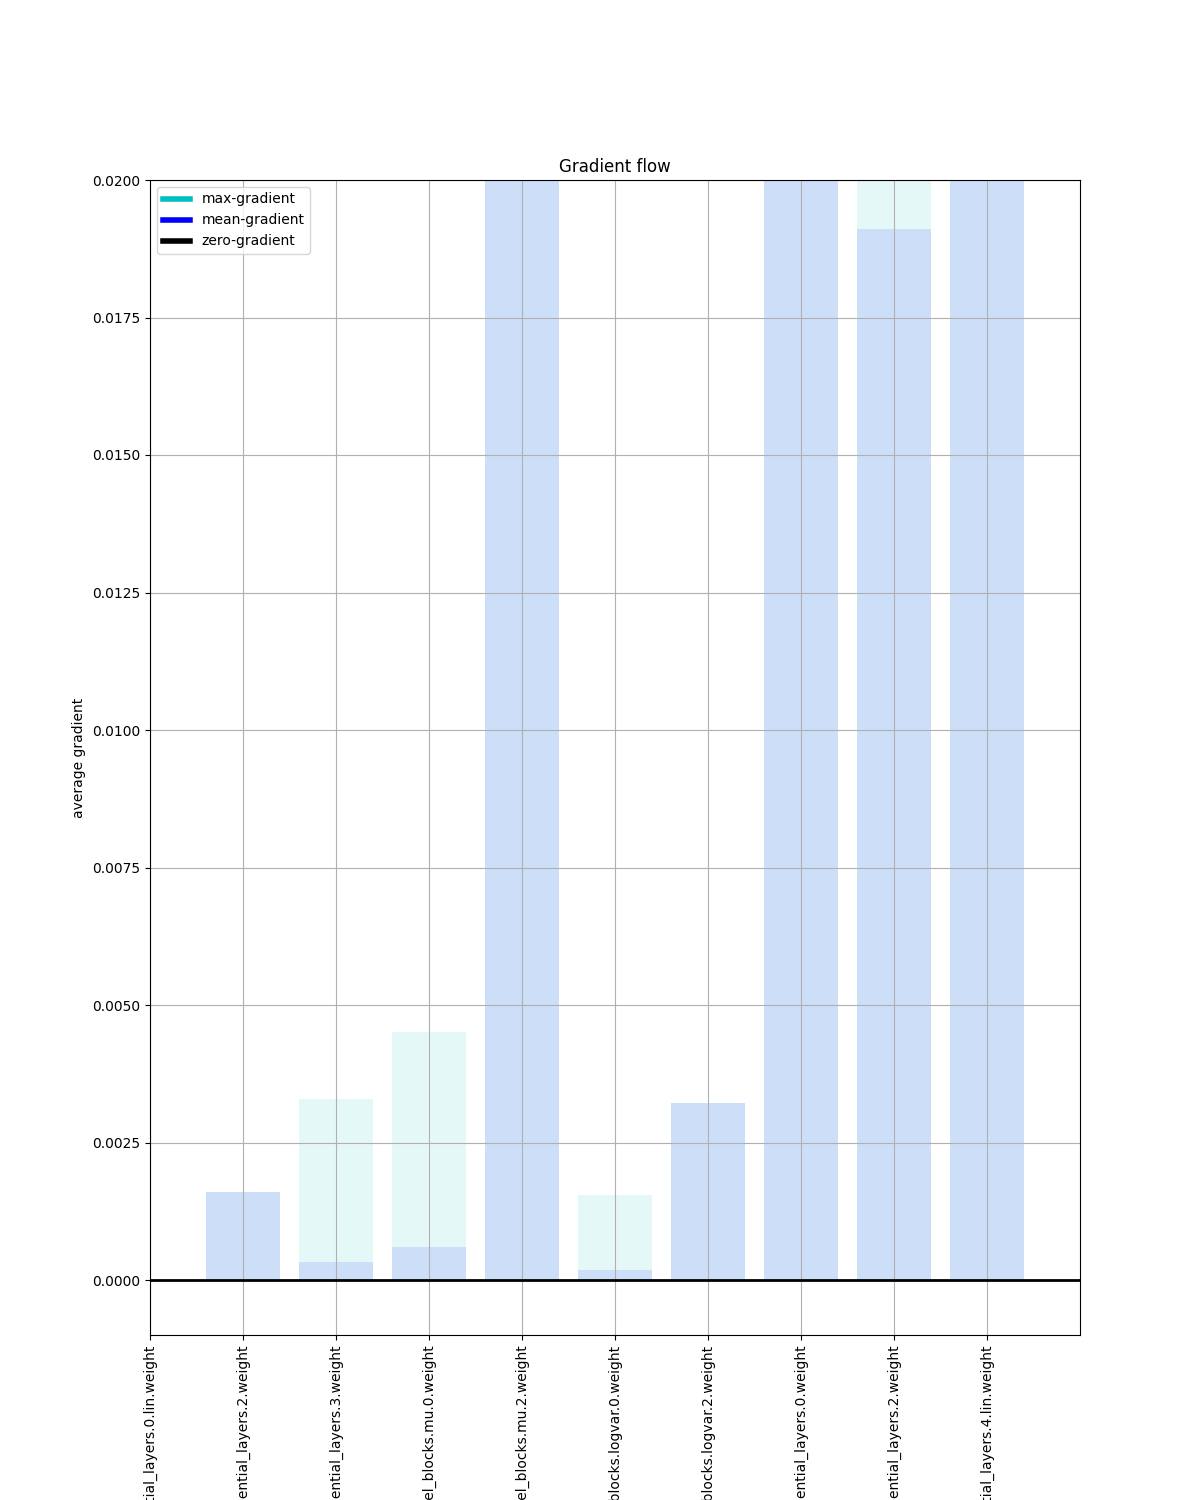 Gradient flow
max-gradient
mean-gradient
zero-gradient
0.0200
0.0175
0.0150
0.0125
0.0100
0.0075
0.0050
0.0025
0.0000
average gradient
tial_layers.0.lin.weight
ential_layers.2.weight
ential_layers.3.weight
el_blocks.mu.0.weight
el_blocks.mu.2.weight
blocks.logvar.0.weight
blocks.logvar.2.weight
ential_layers.0.weight
ential_layers.2.weight
tial_layers.4.lin.weight